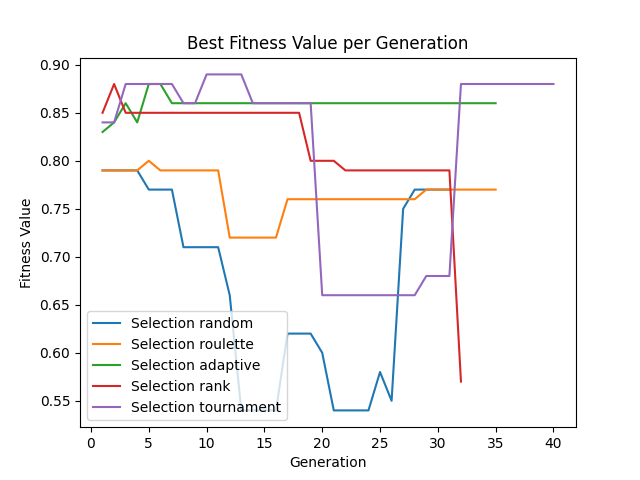 Best Fitness Value per Generation
0.90
0.85
0.80
0.75
0.70
0.65
0.60
0.55
Fitness Value
Selection random
Selection roulette
Selection adaptive
Selection rank
Selection tournament
0 5 10 15 20 25 30 35 40
Generation